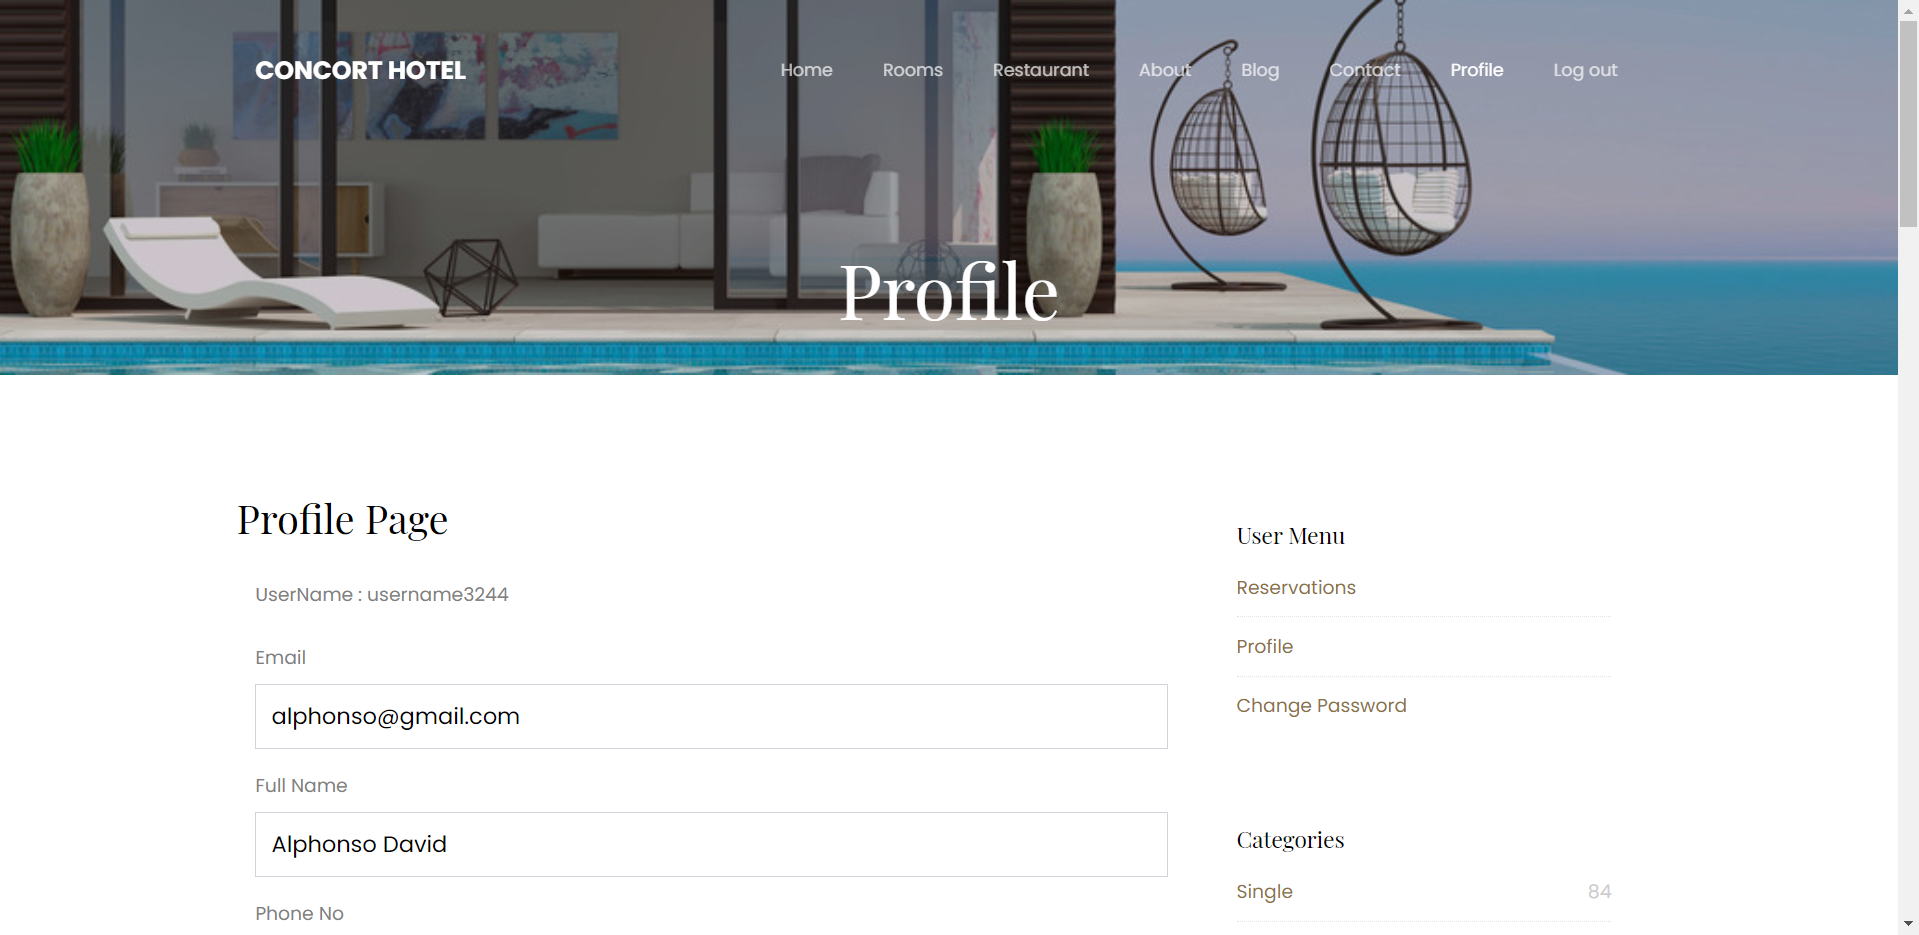 CONCORT HOTEL
Home Rooms Restaurant About Blog Contact Profile Log out
Profile
Profile Page
UserName : username3244
Email
alphonso@gmail.com
Full Name
Alphonso David
Phone No
User Menu
Reservations
Profile
Change Password
Categories
Single 84